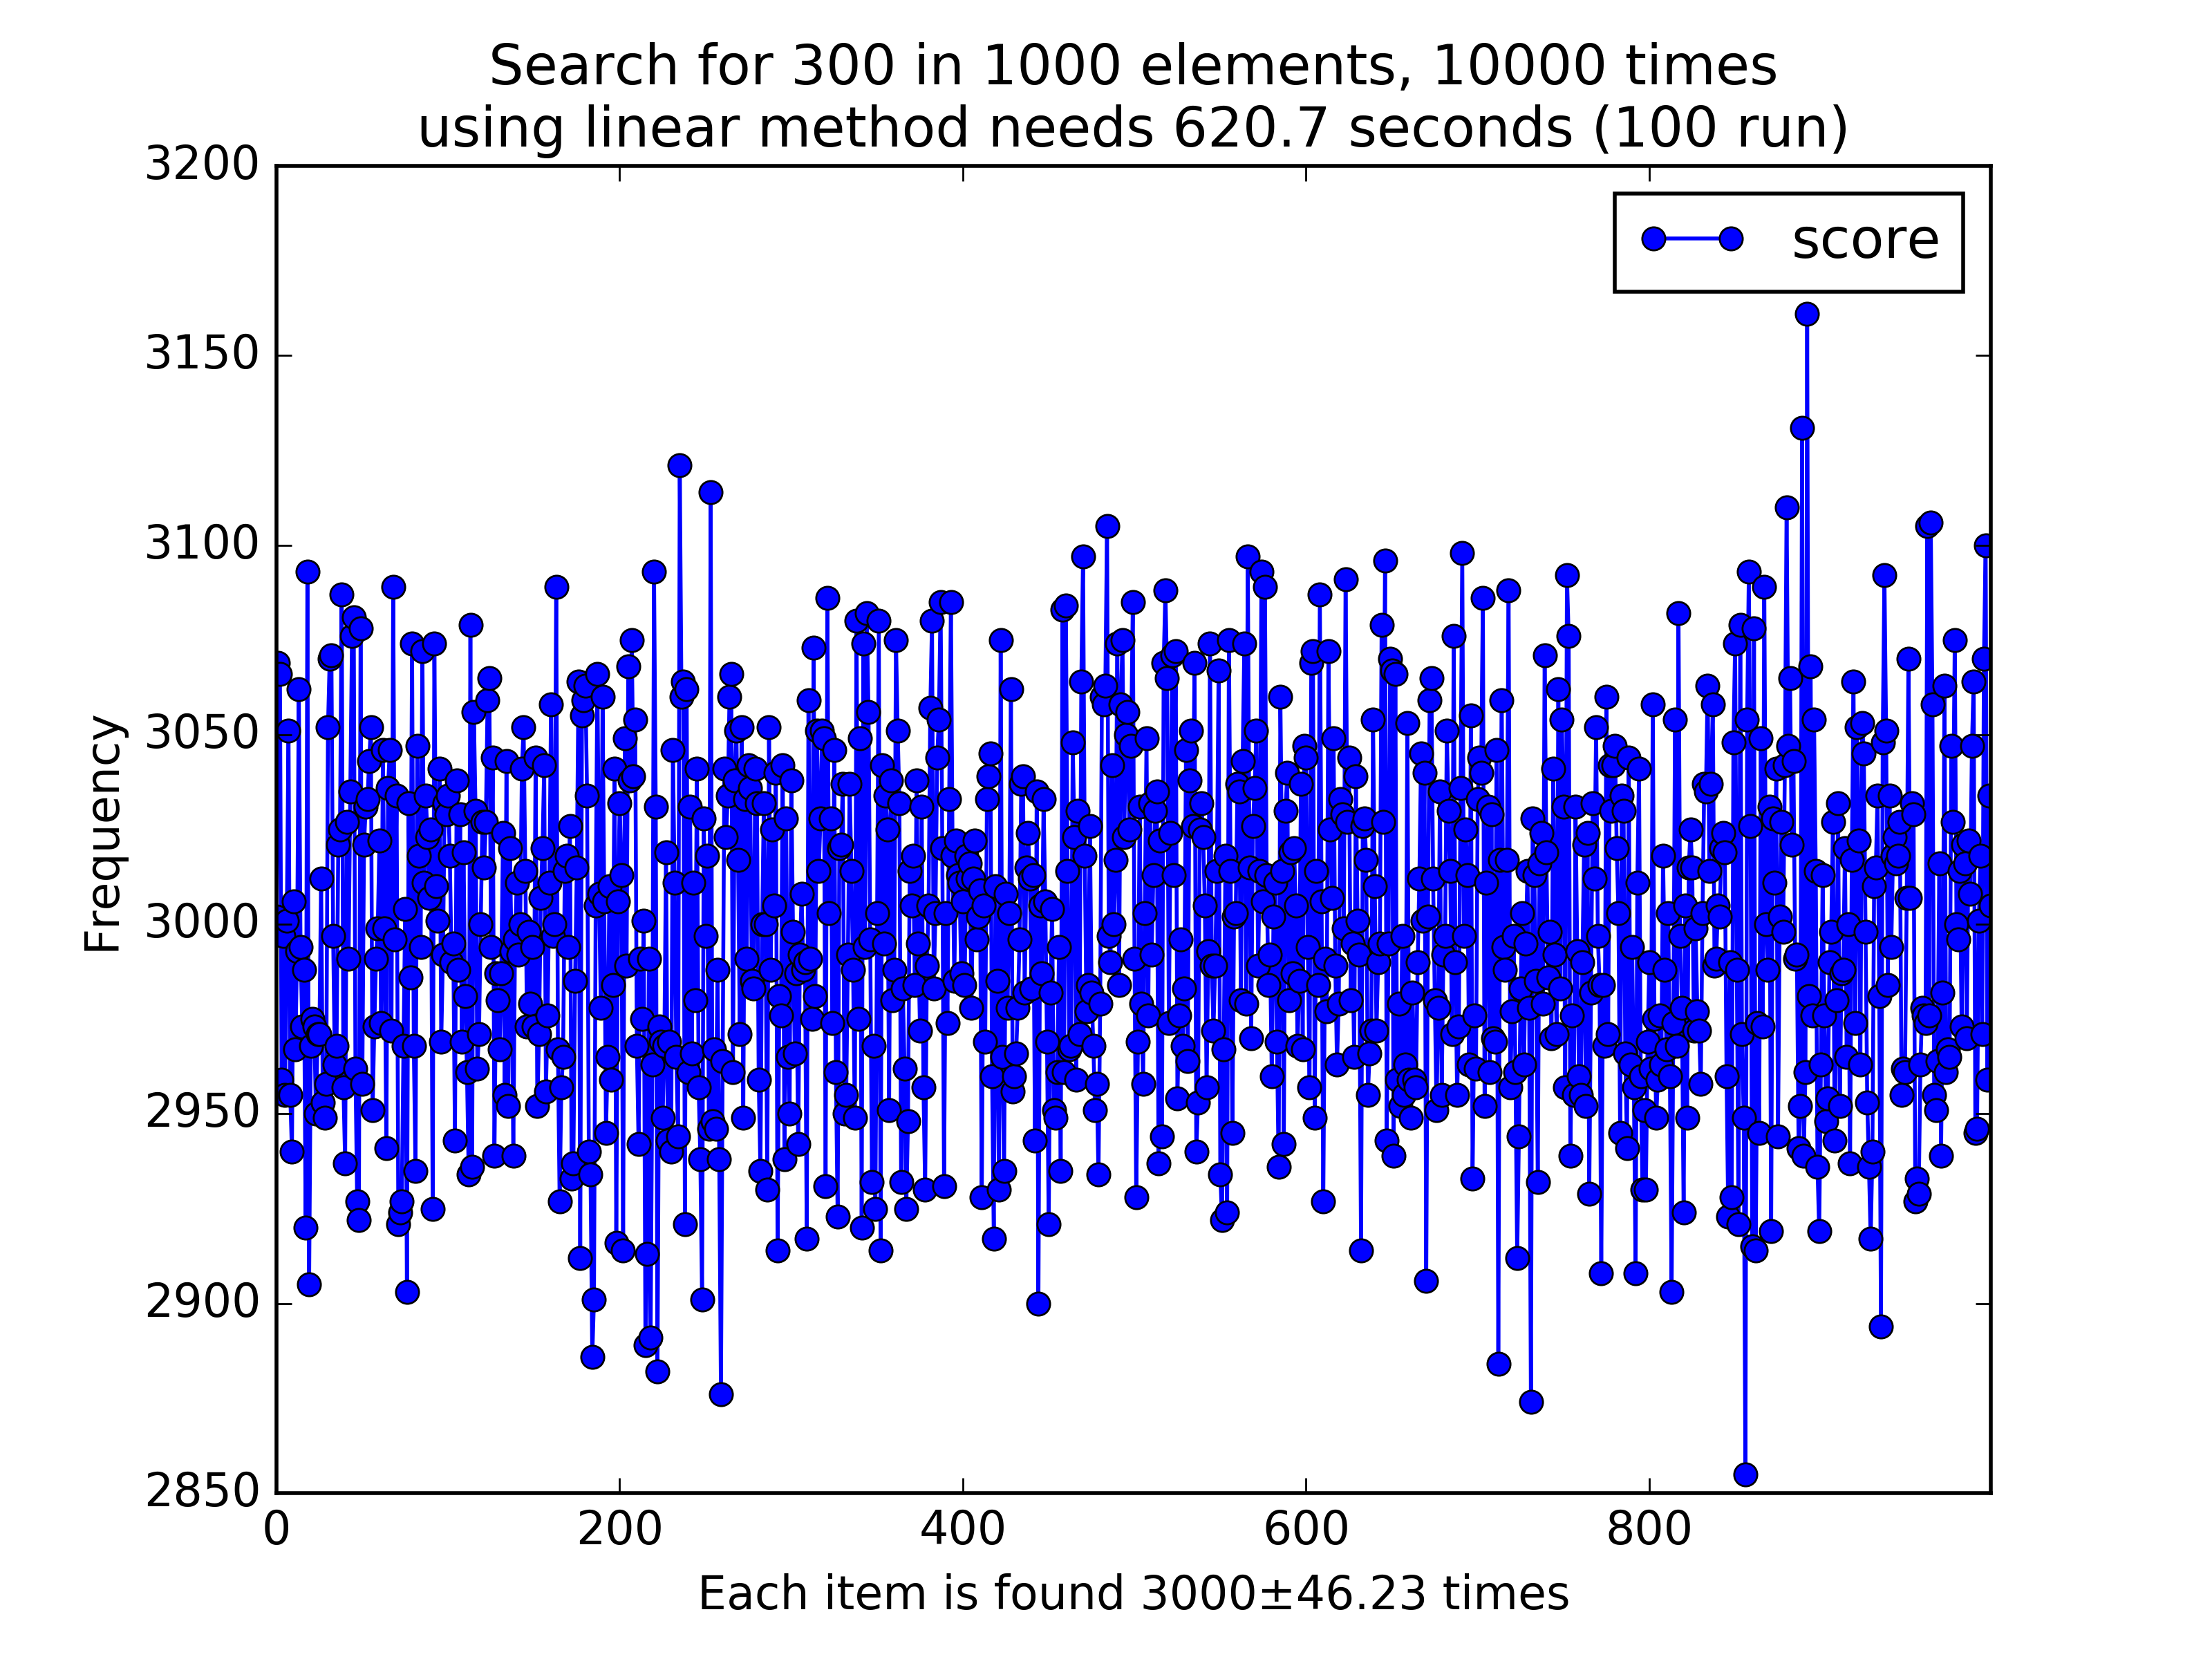 Search for 300 in 1000 elements, 10000 times
using linear method needs 620.7 seconds (100 run)
3200
3150
3100
3050
3000
2950
2900
2850
Frequency
score
0
200
400
600
800
Each item is found 3000±46.23 times